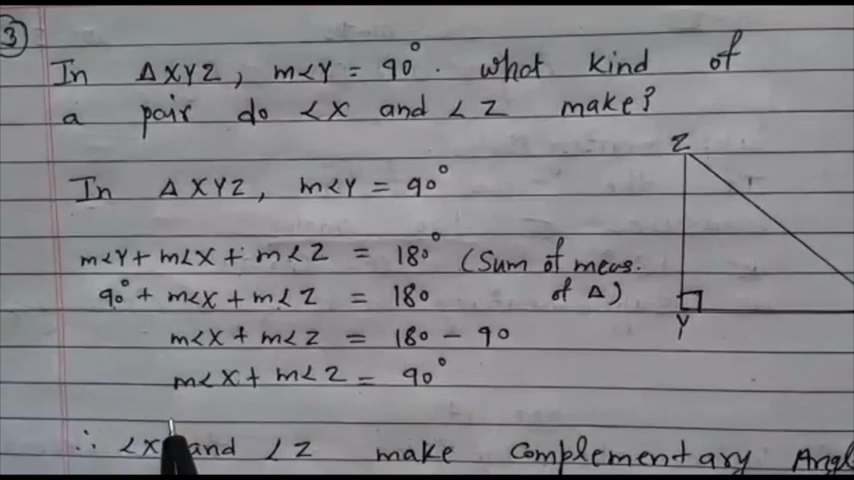 3
In ΔXYZ, m<Y = 90°. what kind of
a pair do <X and <Z make?
Z
In ΔXYZ, m<Y = 90°
m<Y + m<X + m<Z = 180° (Sum of meas.
90° + m<X + m<Z = 180 of Δ)
Y
m<X + m<Z = 180 - 90
m<X + m<Z = 90°
∴ <X and <Z make Complementary